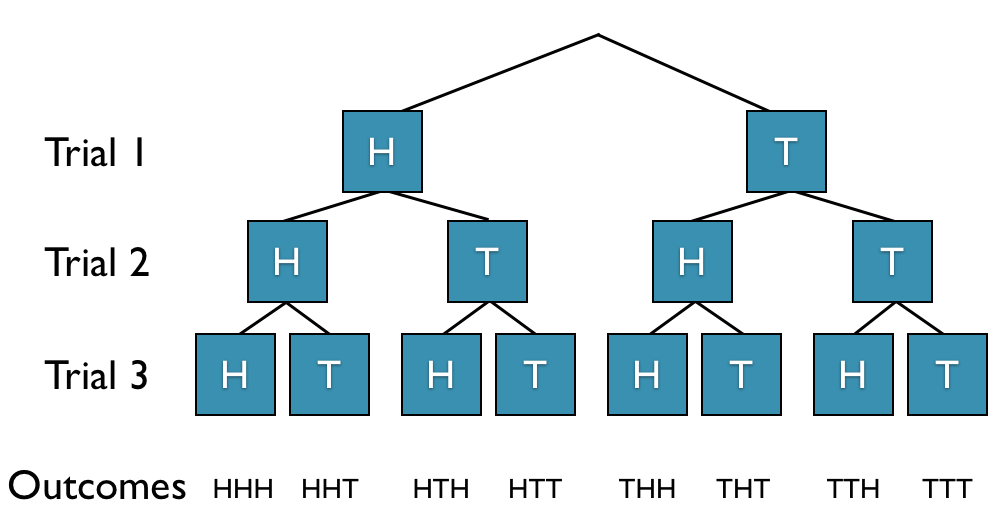 Trial 1 H T
Trial 2 H T H T
Trial 3 H T H T H T H T
Outcomes HHH HHT HTH HTT THH THT TTH TTT